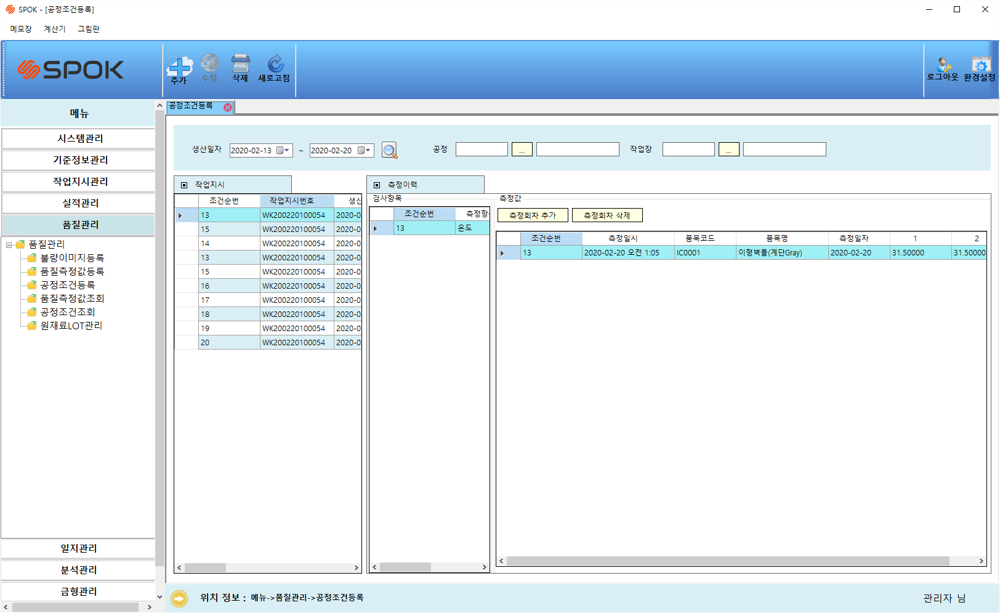 SPOK - [공정조건등록]
메모장 계산기 그림판
SPOK 추가 수정 삭제 새로고침 로그아웃 환경설정
메뉴
시스템관리
기준정보관리
작업지시관리
실적관리
품질관리
품질관리
불량이미지등록
품질측정값등록
공정조건등록
품질측정값조회
공정조건조회
원재료LOT관리
일지관리
분석관리
금형관리
공정조건등록
생산일자 2020-02-13 ~ 2020-02-20 공정 ... 작업장 ...
작업지시
조건순번 작업지시번호 생산
13 WK200220100054 2020-0
15 WK200220100054 2020-0
14 WK200220100054 2020-0
13 WK200220100054 2020-0
15 WK200220100054 2020-0
16 WK200220100054 2020-0
17 WK200220100054 2020-0
18 WK200220100054 2020-0
19 WK200220100054 2020-0
20 WK200220100054 2020-0
측정이력
검사항목
조건순번 측정항
13 온도
측정값
측정회차 추가 측정회차 삭제
조건순번 측정일시 품목코드 품목명 측정일자 1 2
13 2020-02-20 오전 1:05 IC0001 이형벽돌(계단Gray) 2020-02-20 31.50000 31.50000
위치 정보 : 메뉴->품질관리->공정조건등록
관리자 님